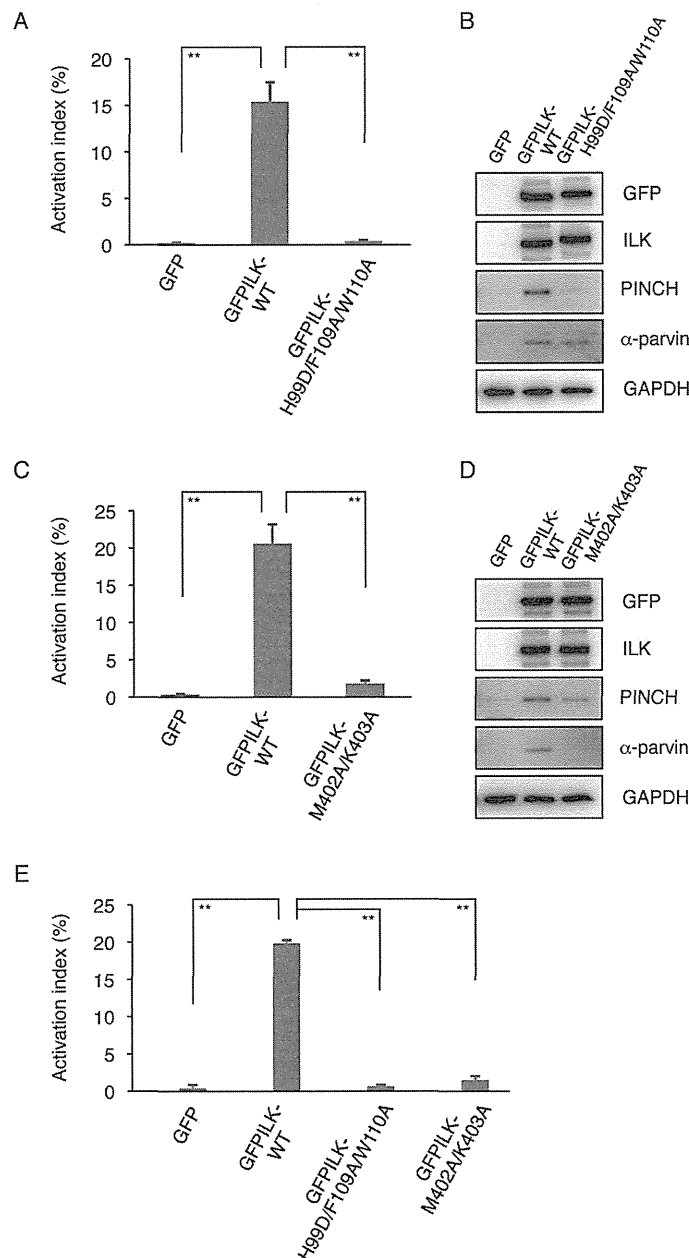 A
Activation index (%)
20
15
10
5
0
**
**
GFP
GFPILK-
WT
GFPILK-
H99D/F109A/W110A
B
GFP
GFPILK-
WT
GFPILK-
H99D/F109A/W110A
GFP
ILK
PINCH
α-parvin
GAPDH
C
Activation index (%)
25
20
15
10
5
0
**
**
GFP
GFPILK-
WT
GFPILK-
M402A/K403A
D
GFP
GFPILK-
WT
GFPILK-
M402A/K403A
GFP
ILK
PINCH
α-parvin
GAPDH
E
Activation index (%)
25
20
15
10
5
0
**
**
**
GFP
GFPILK-
WT
GFPILK-
H99D/F109A/W110A
GFPILK-
M402A/K403A